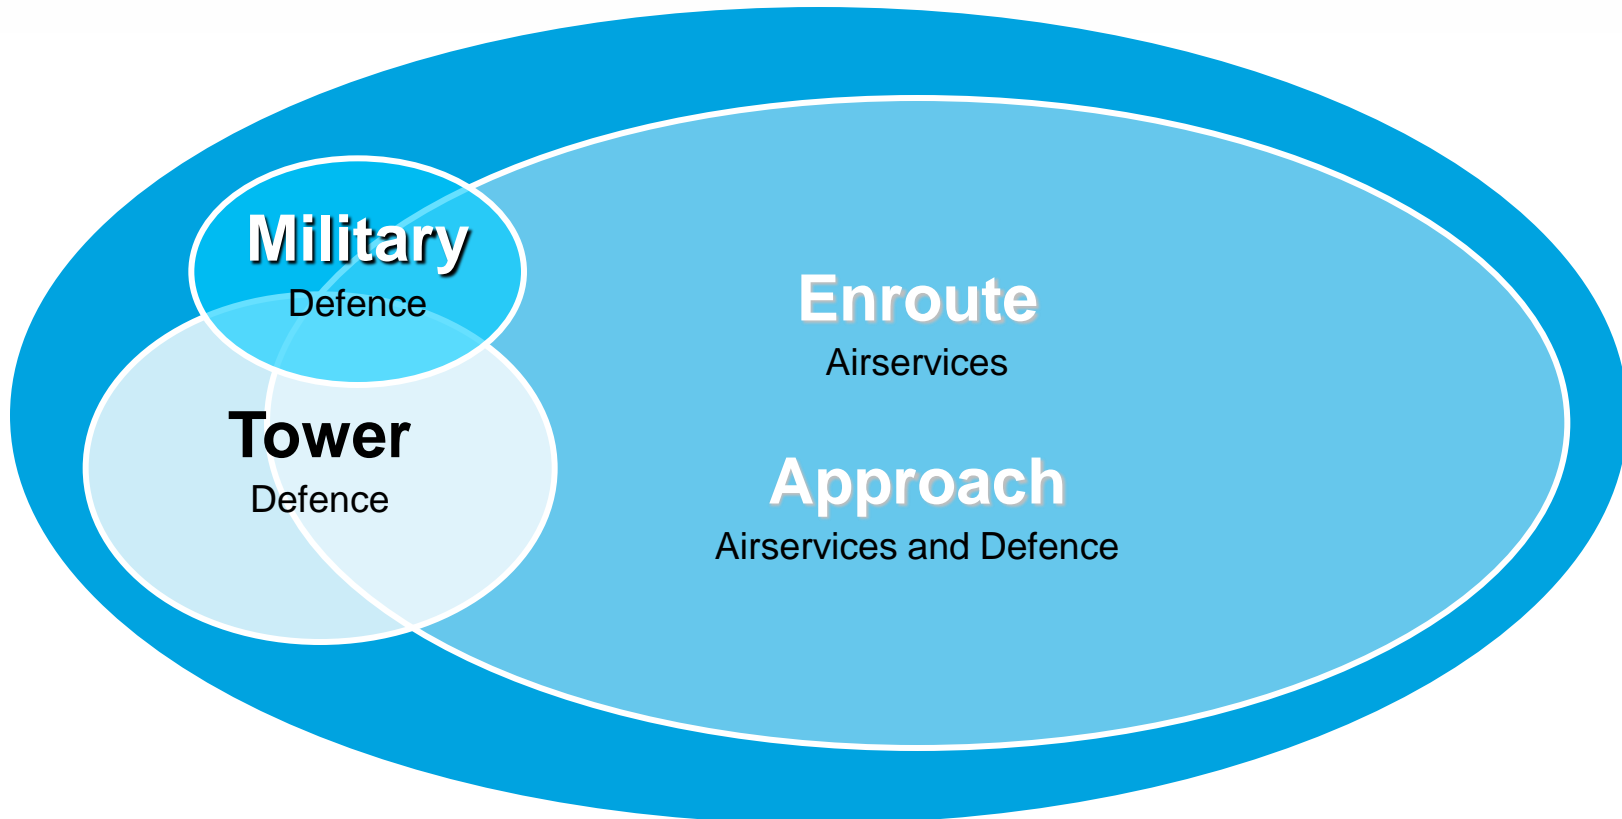 Military
Defence
Tower
Defence
Enroute
Airservices
Approach
Airservices and Defence